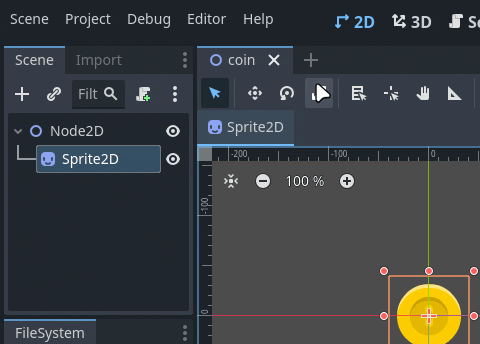 Scene Project Debug Editor Help
2D 3D Sc
Scene Import
coin
Filt
Sprite2D
Node2D
Sprite2D
-200 -100 0
100 %
-100
0
FileSystem